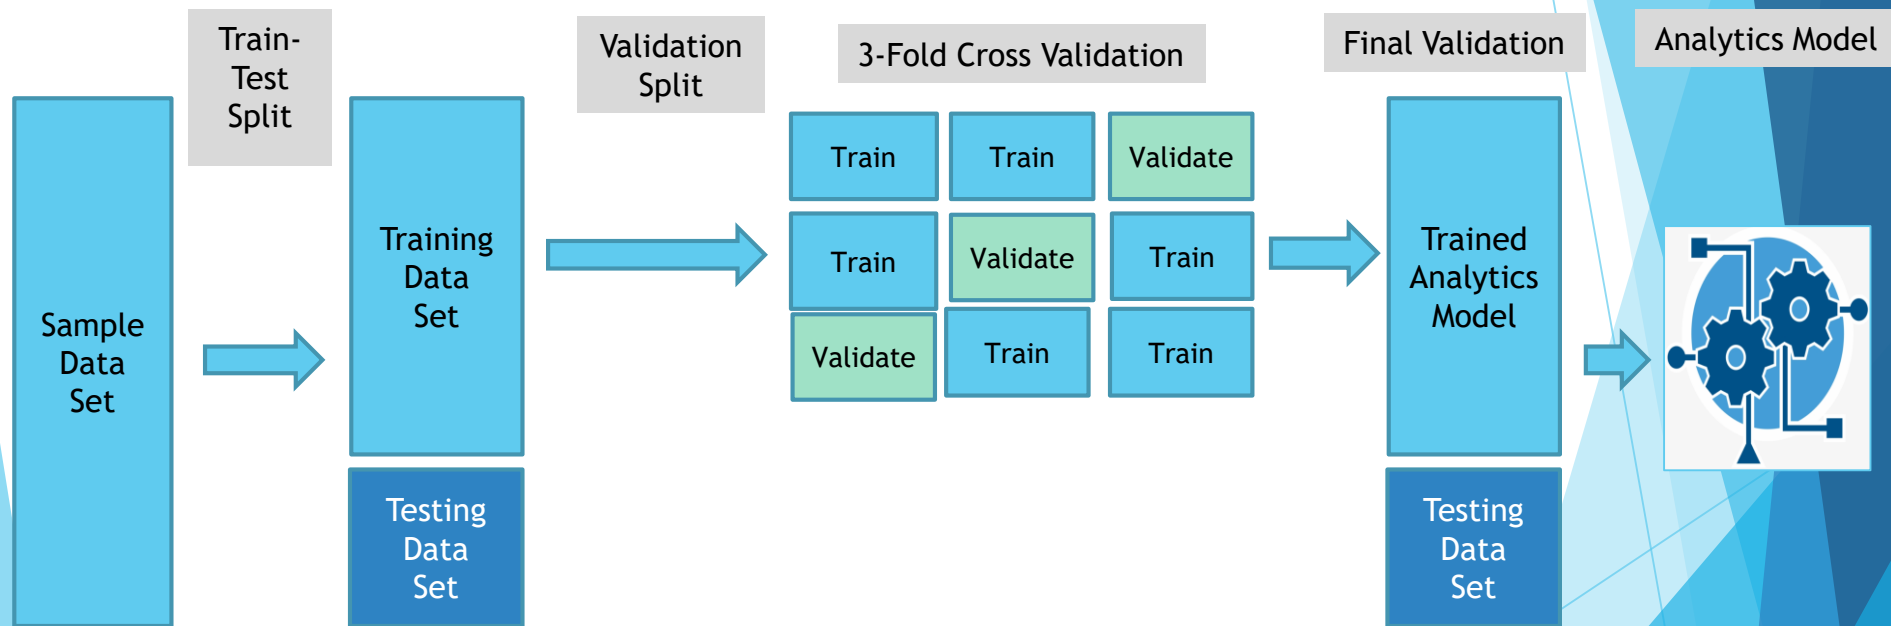 Train-
Test
Split
Validation
Split
3-Fold Cross Validation
Final Validation
Analytics Model
Sample
Data
Set
Training
Data
Set
Testing
Data
Set
Train
Train
Validate
Train
Validate
Train
Validate
Train
Train
Trained
Analytics
Model
Testing
Data
Set